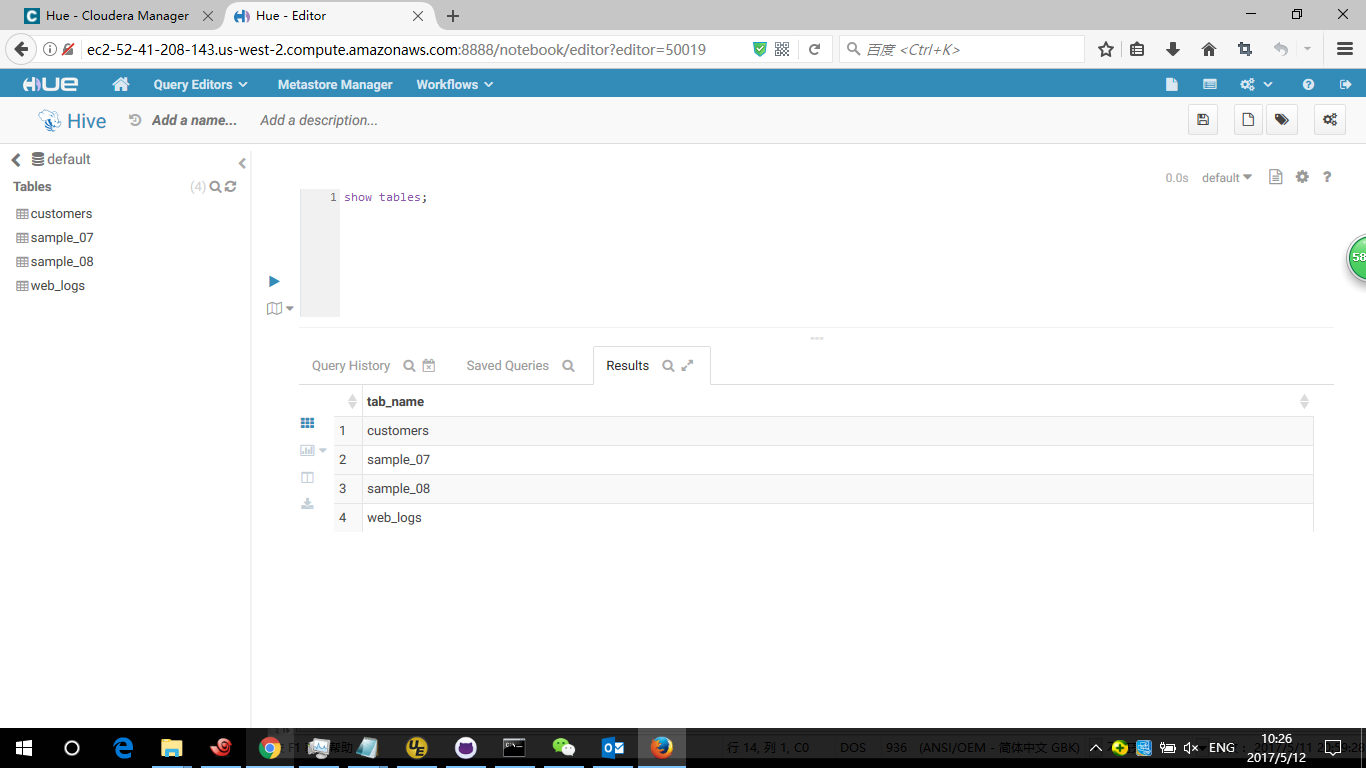 Hue - Cloudera Manager
Hue - Editor
ec2-52-41-208-143.us-west-2.compute.amazonaws.com:8888/notebook/editor?editor=50019
百度 <Ctrl+K>
HUE
Query Editors
Metastore Manager
Workflows
Hive
Add a name...
Add a description...
default
Tables
(4)
customers
sample_07
sample_08
web_logs
0.0s
default
1 show tables;
58
Query History
Saved Queries
Results
tab_name
1 customers
2 sample_07
3 sample_08
4 web_logs
F1 帮助
行 14, 列 1, C0
DOS
936 (ANSI/OEM - 简体中文 GBK)
ENG
10:26
2017/5/12